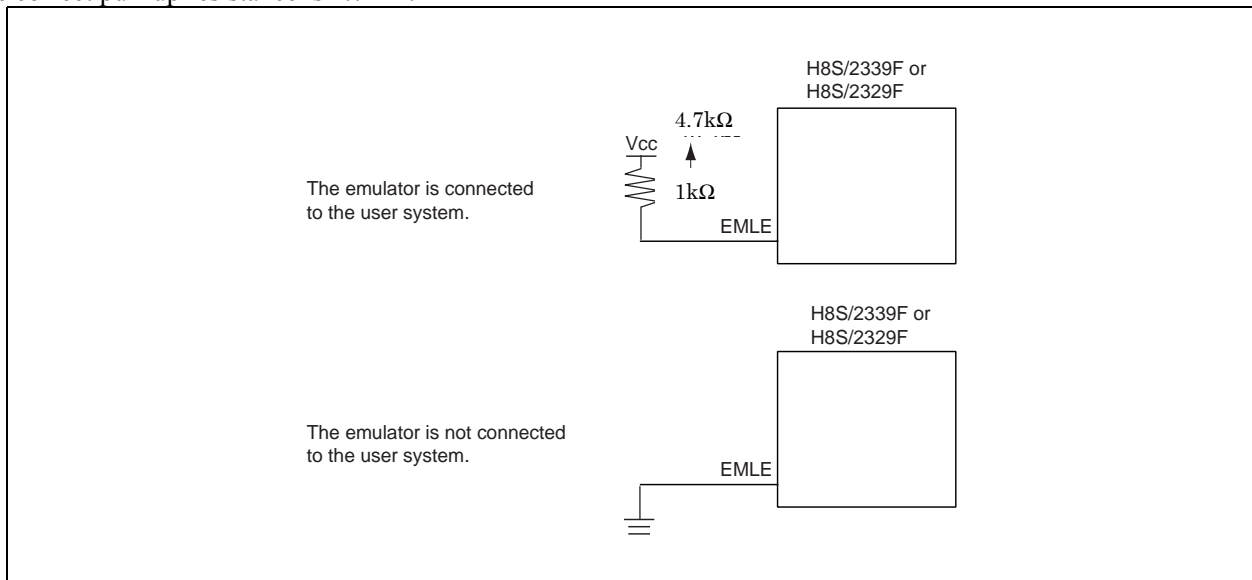 H8S/2339F or
H8S/2329F
4.7kΩ
Vcc
1kΩ
The emulator is connected
to the user system.
EMLE
H8S/2339F or
H8S/2329F
The emulator is not connected
to the user system.
EMLE